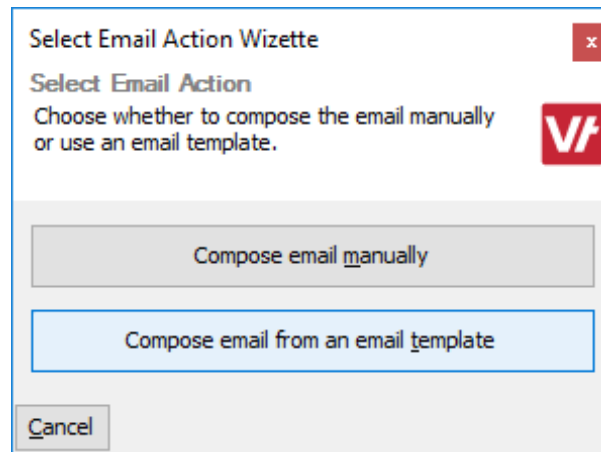 Select Email Action Wizette
x
Select Email Action
Choose whether to compose the email manually
or use an email template.
Compose email manually
Compose email from an email template
Cancel